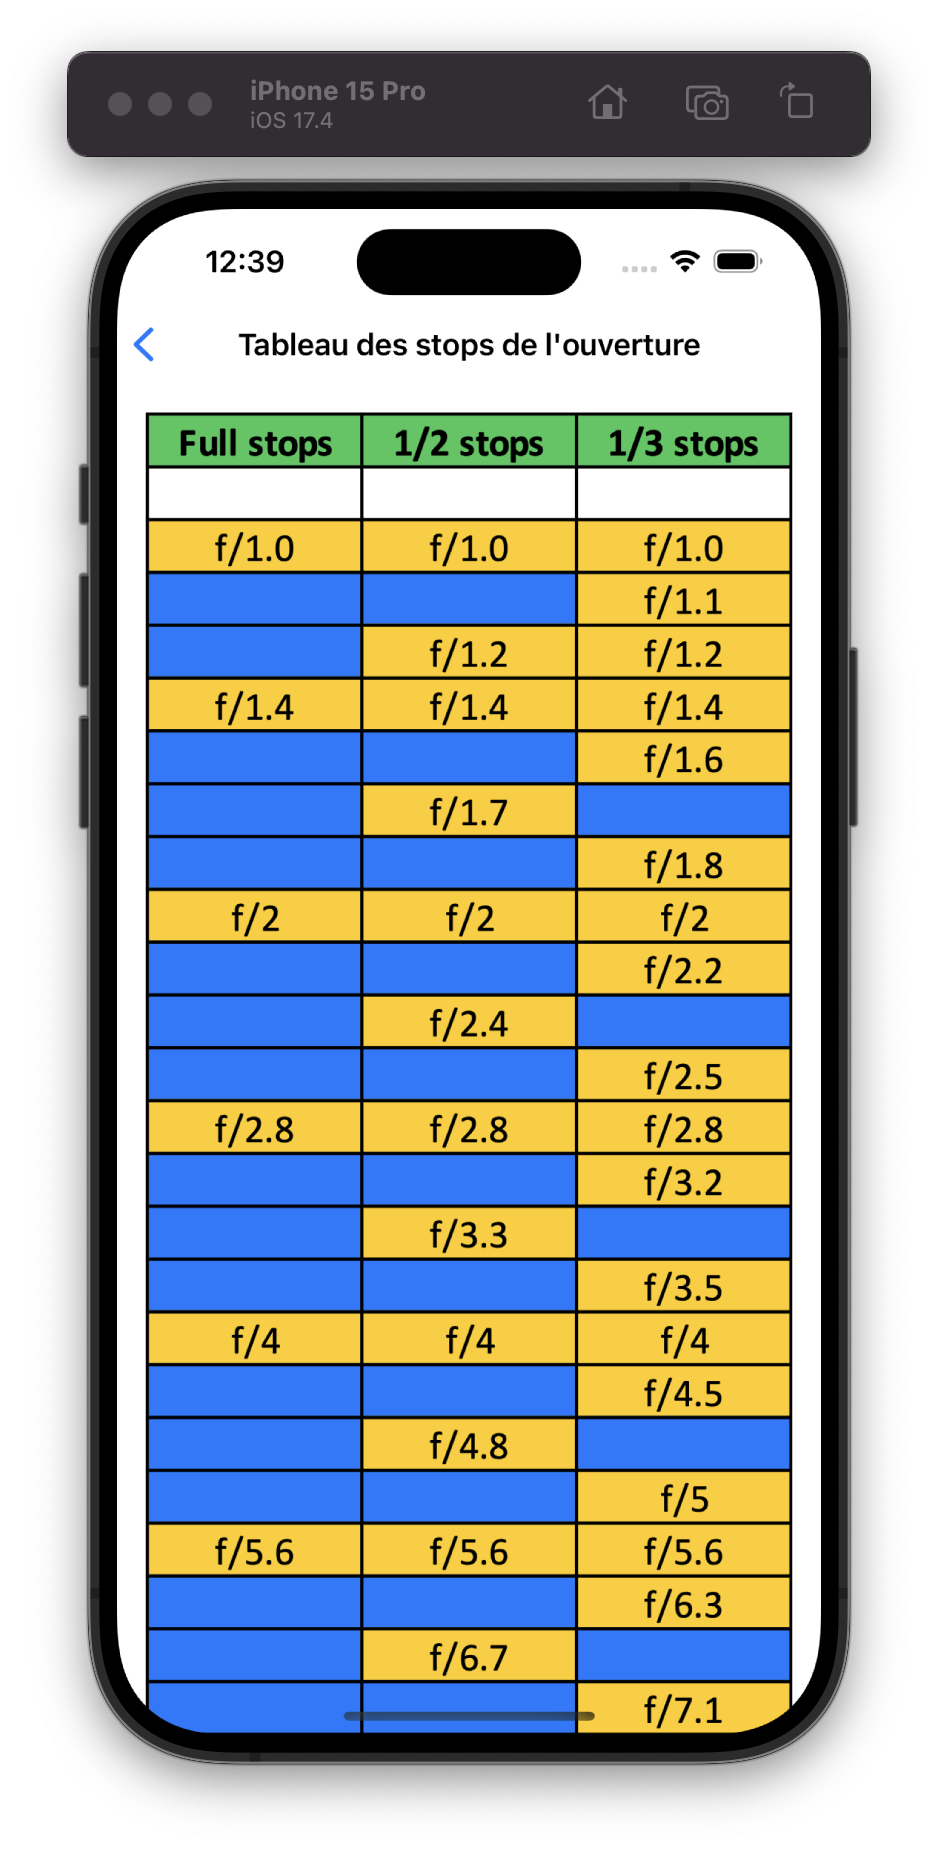 iPhone 15 Pro
iOS 17.4
12:39
Tableau des stops de l'ouverture
Full stops 1/2 stops 1/3 stops
f/1.0 f/1.0 f/1.0
f/1.1
f/1.2 f/1.2
f/1.4 f/1.4 f/1.4
f/1.6
f/1.7
f/1.8
f/2 f/2 f/2
f/2.2
f/2.4
f/2.5
f/2.8 f/2.8 f/2.8
f/3.2
f/3.3
f/3.5
f/4 f/4 f/4
f/4.5
f/4.8
f/5
f/5.6 f/5.6 f/5.6
f/6.3
f/6.7
f/7.1